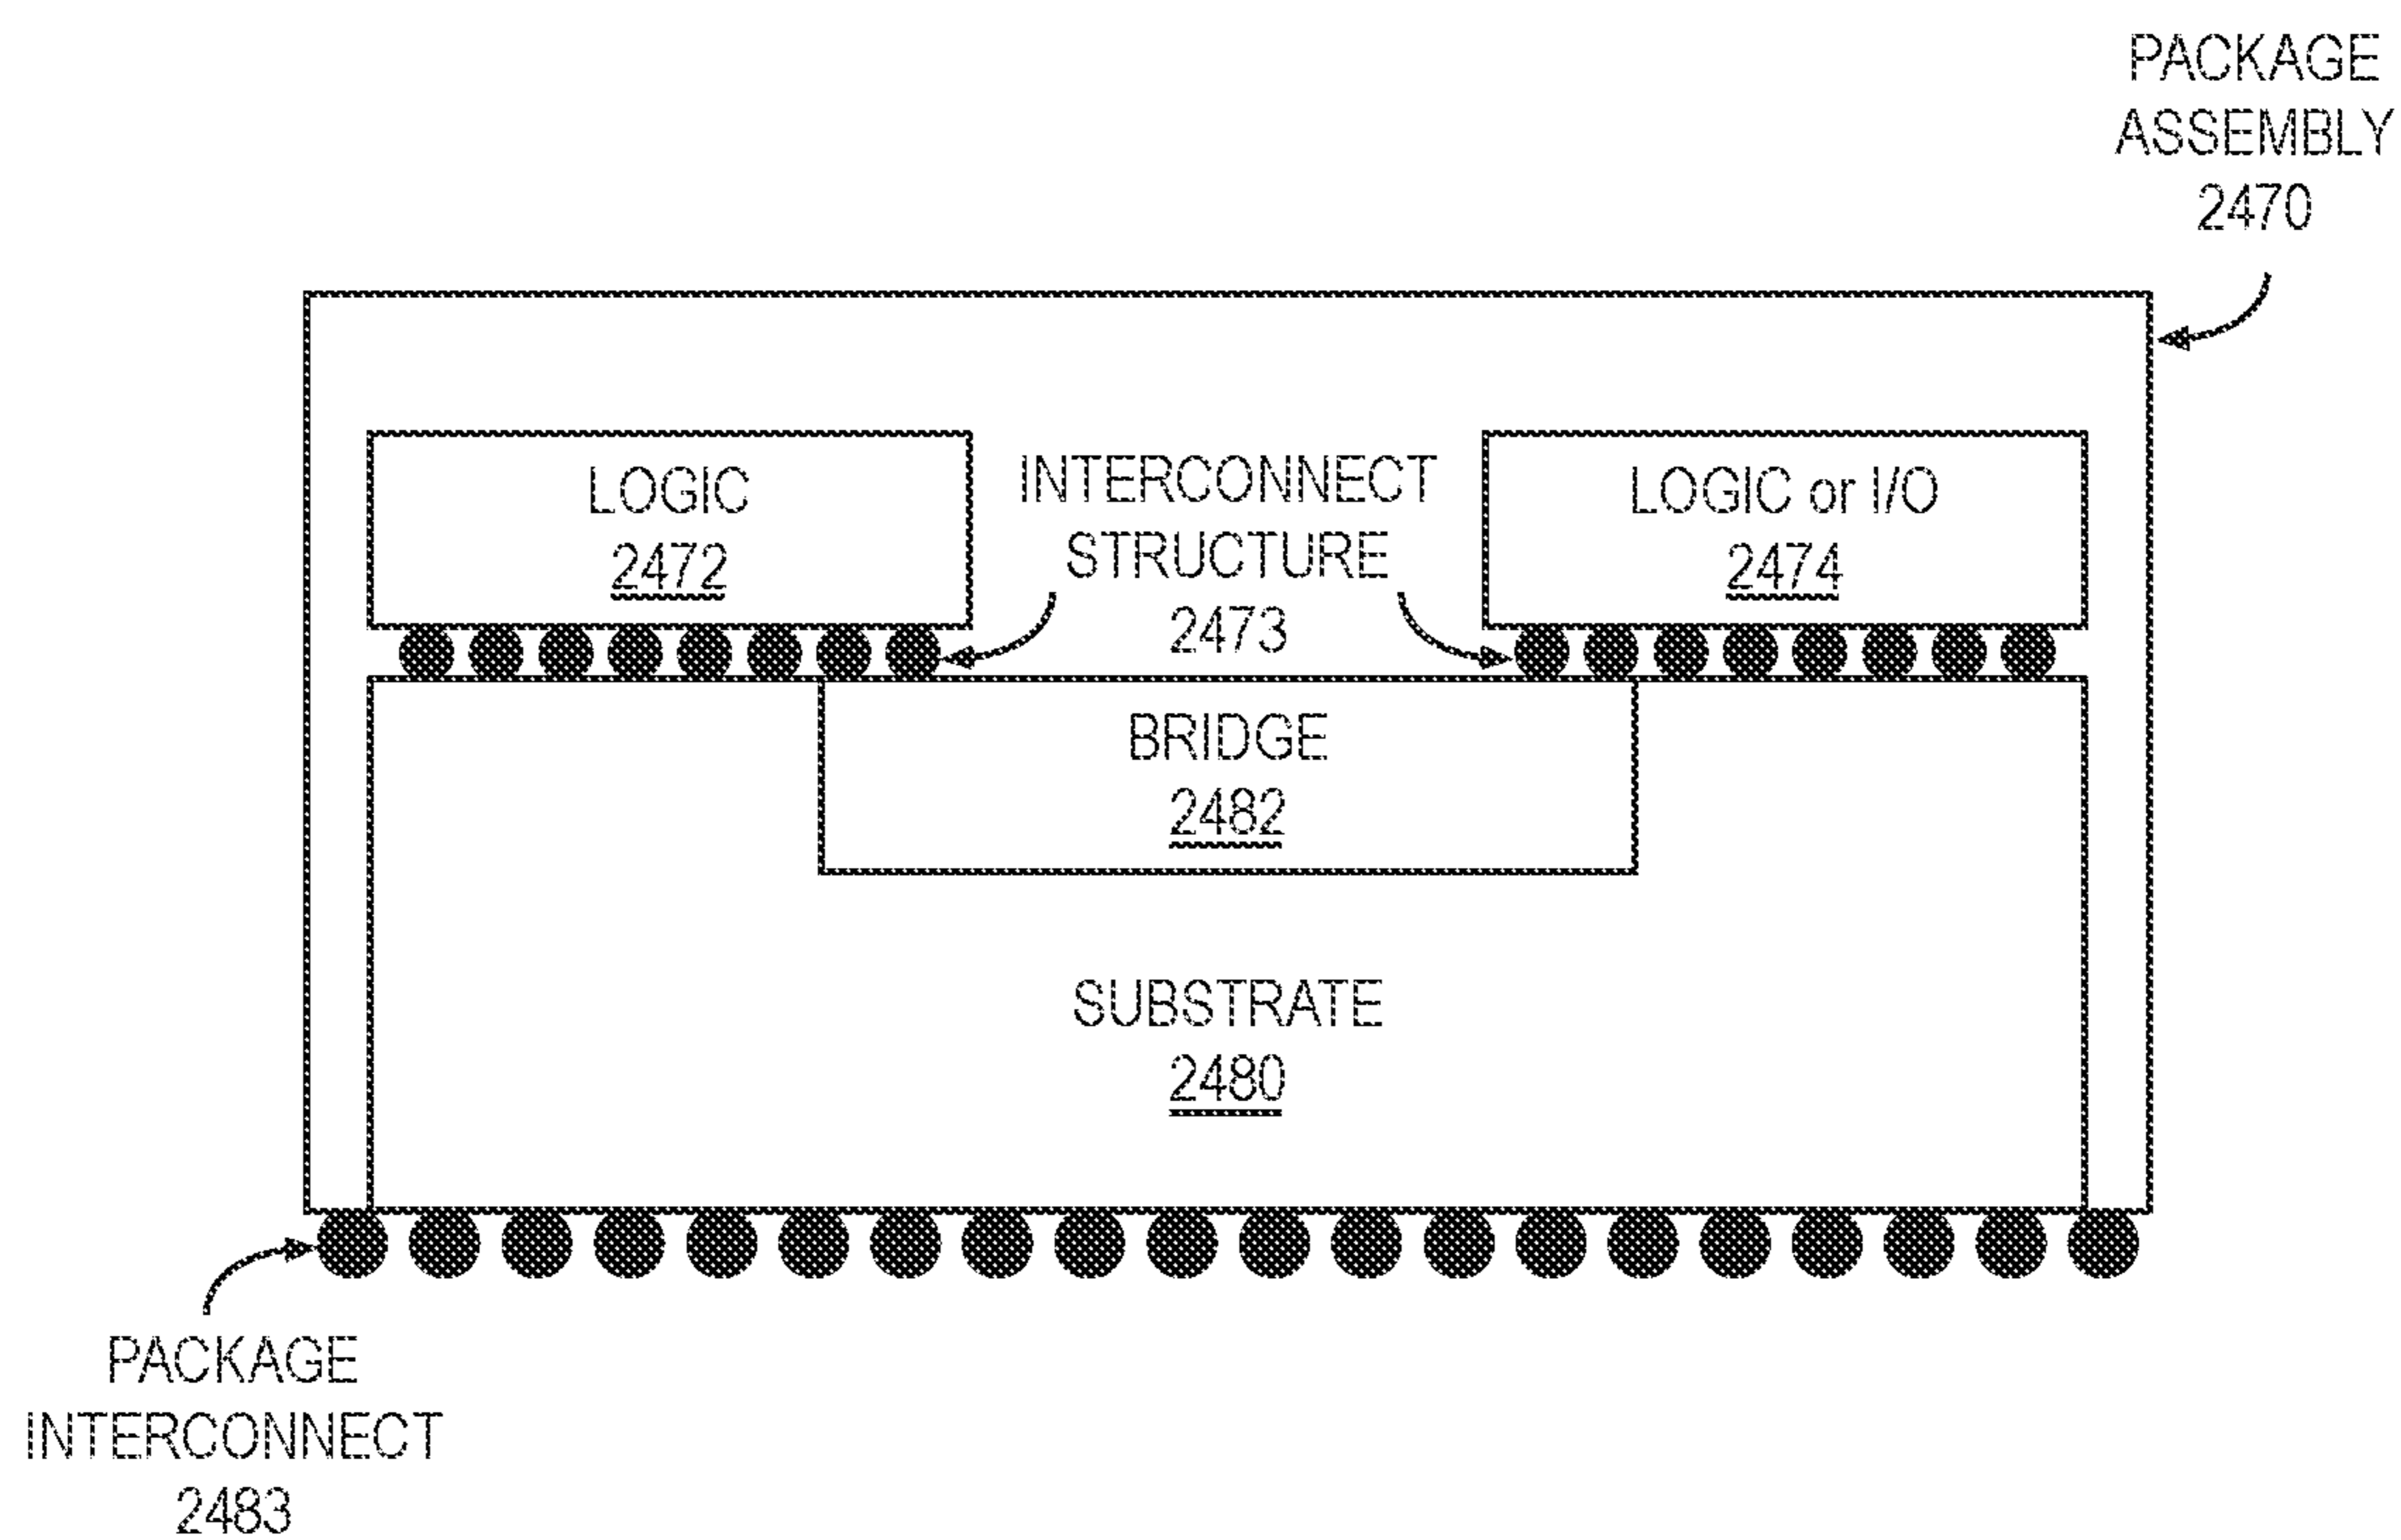 PACKAGE
ASSEMBLY
2470
LOGIC
2472
INTERCONNECT
STRUCTURE
2473
LOGIC or I/O
2474
BRIDGE
2482
SUBSTRATE
2480
PACKAGE
INTERCONNECT
2483